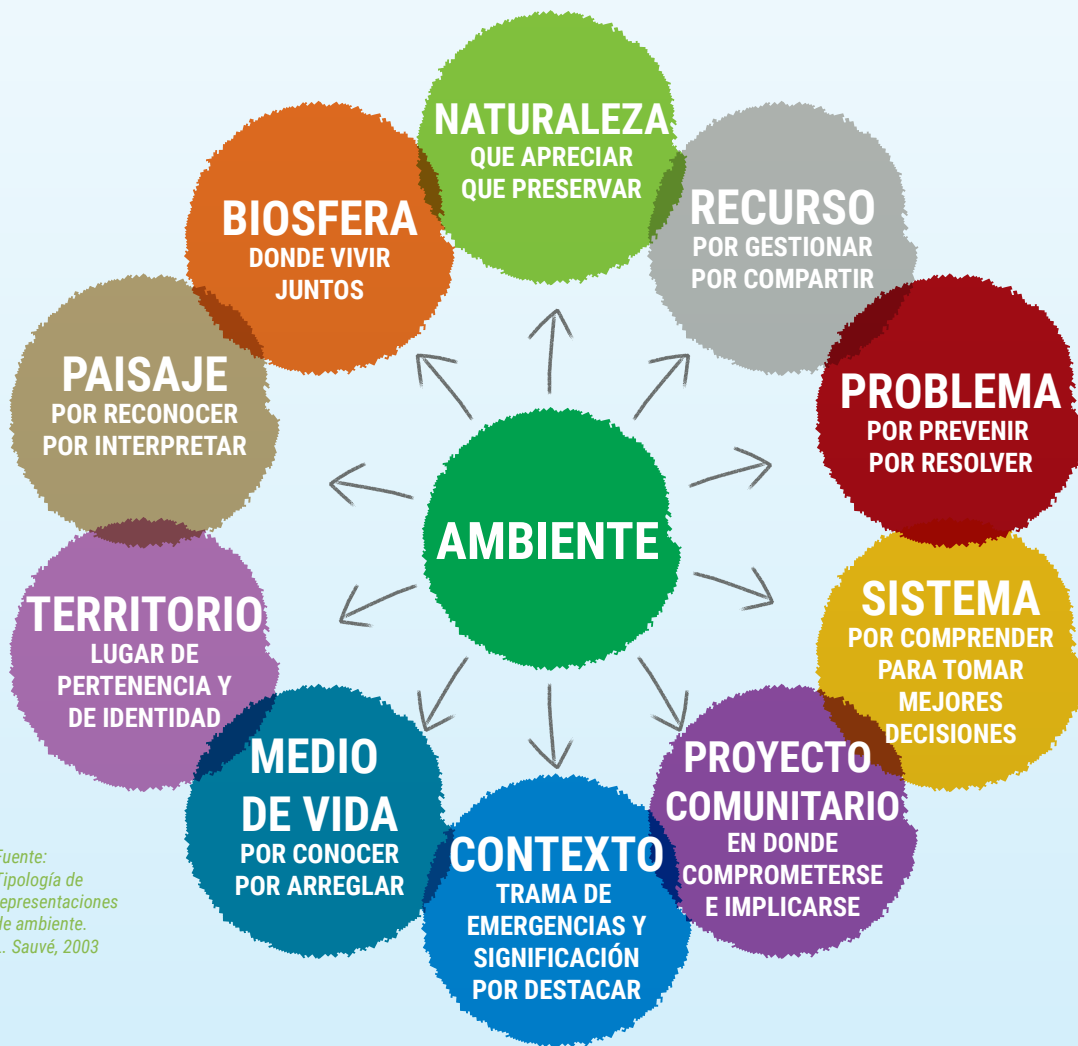 NATURALEZA
QUE APRECIAR
QUE PRESERVAR
RECURSO
POR GESTIONAR
POR COMPARTIR
PROBLEMA
POR PREVENIR
POR RESOLVER
SISTEMA
POR COMPRENDER
PARA TOMAR
MEJORES
DECISIONES
PROYECTO
COMUNITARIO
EN DONDE
COMPROMETERSE
E IMPLICARSE
CONTEXTO
TRAMA DE
EMERGENCIAS Y
SIGNIFICACIÓN
POR DESTACAR
MEDIO
DE VIDA
POR CONOCER
POR ARREGLAR
TERRITORIO
LUGAR DE
PERTENENCIA Y
DE IDENTIDAD
PAISAJE
POR RECONOCER
POR INTERPRETAR
BIOSFERA
DONDE VIVIR
JUNTOS
AMBIENTE
Fuente:
Tipología de
representaciones
de ambiente.
. Sauvé, 2003